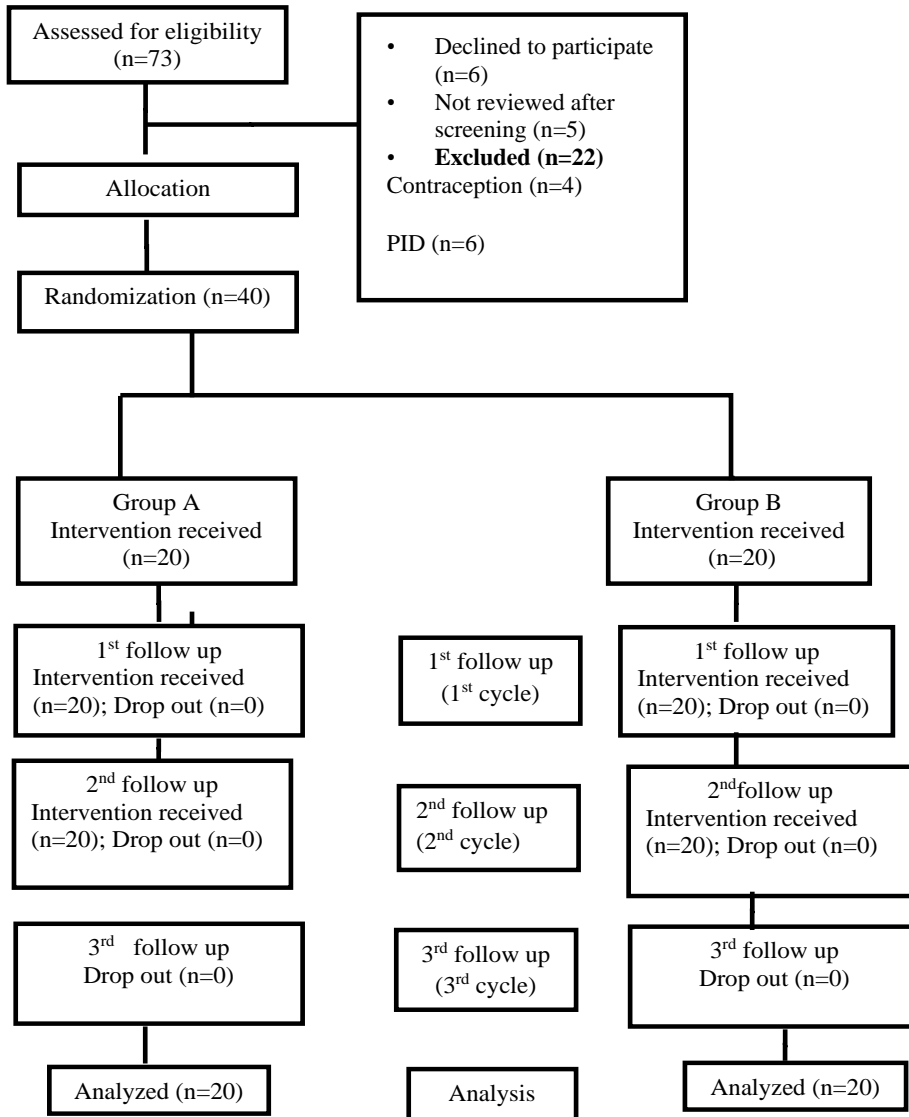 Assessed for eligibility
(n=73)
• Declined to participate
(n=6)
• Not reviewed after
screening (n=5)
• Excluded (n=22)
Contraception (n=4)
PID (n=6)
Allocation
Randomization (n=40)
Group A
Intervention received
(n=20)
Group B
Intervention received
(n=20)
1st follow up
Intervention received
(n=20); Drop out (n=0)
1st follow up
(1st cycle)
1st follow up
Intervention received
(n=20); Drop out (n=0)
2nd follow up
Intervention received
(n=20); Drop out (n=0)
2nd follow up
(2nd cycle)
2ndfollow up
Intervention received
(n=20); Drop out (n=0)
3rd follow up
Drop out (n=0)
3rd follow up
(3rd cycle)
3rd follow up
Drop out (n=0)
Analyzed (n=20)
Analysis
Analyzed (n=20)